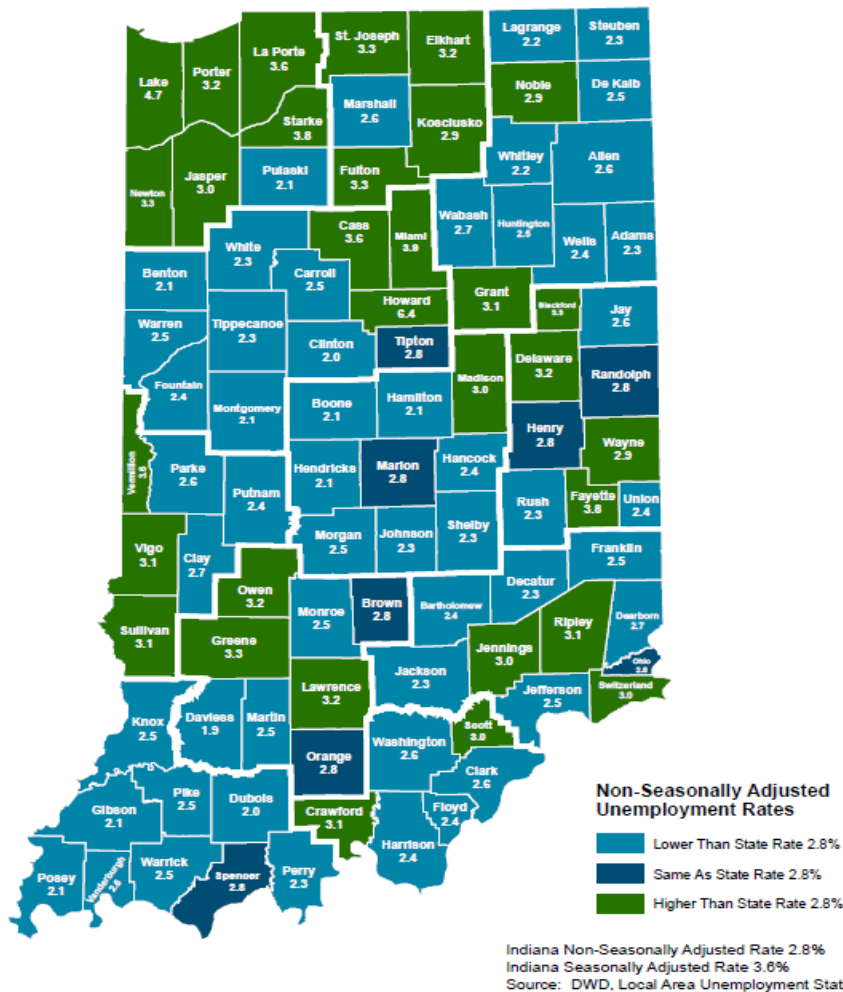 Lagrange
2.2
Steuben
2.3
St. Joseph
3.3
Elkhart
3.2
La Porte
3.6
Porter
3.2
Lake
4.7
Noble
2.9
De Kalb
2.5
Marshall
2.6
Kosciusko
2.9
Starke
3.8
Whitley
2.2
Allen
2.6
Pulaski
2.1
Fulton
3.3
Jasper
3.0
Newton
3.3
Wabash
2.7
Huntington
2.5
Cass
3.6
Miami
3.9
White
2.3
Wells
2.4
Adams
2.3
Benton
2.1
Carroll
2.5
Howard
6.4
Grant
3.1
Blackford
3.3
Jay
2.6
Warren
2.5
Tippecanoe
2.3
Clinton
2.0
Tipton
2.8
Madison
3.0
Delaware
3.2
Randolph
2.8
Fountain
2.4
Montgomery
2.1
Boone
2.1
Hamilton
2.1
Henry
2.8
Wayne
2.9
Vermillion
3.6
Parke
2.6
Putnam
2.4
Hendricks
2.1
Marion
2.8
Hancock
2.4
Rush
2.3
Fayette
3.8
Union
2.4
Vigo
3.1
Clay
2.7
Morgan
2.5
Johnson
2.3
Shelby
2.3
Franklin
2.5
Owen
3.2
Decatur
2.3
Sullivan
3.1
Greene
3.3
Monroe
2.5
Brown
2.8
Bartholomew
2.4
Jennings
3.0
Ripley
3.1
Dearborn
2.7
Ohio
2.8
Jackson
2.3
Switzerland
3.0
Jefferson
2.5
Lawrence
3.2
Knox
2.5
Daviess
1.9
Martin
2.5
Orange
2.8
Washington
2.6
Scott
3.0
Clark
2.6
Gibson
2.1
Pike
2.5
Dubois
2.0
Crawford
3.1
Floyd
2.4
Harrison
2.4
Posey
2.1
Vanderburgh
Warrick
2.5
Spencer
2.8
Perry
2.3
Non-Seasonally Adjusted
Unemployment Rates
Lower Than State Rate 2.8%
Same As State Rate 2.8%
Higher Than State Rate 2.8%
Indiana Non-Seasonally Adjusted Rate 2.8%
Indiana Seasonally Adjusted Rate 3.6%
Source: DWD, Local Area Unemployment Stat